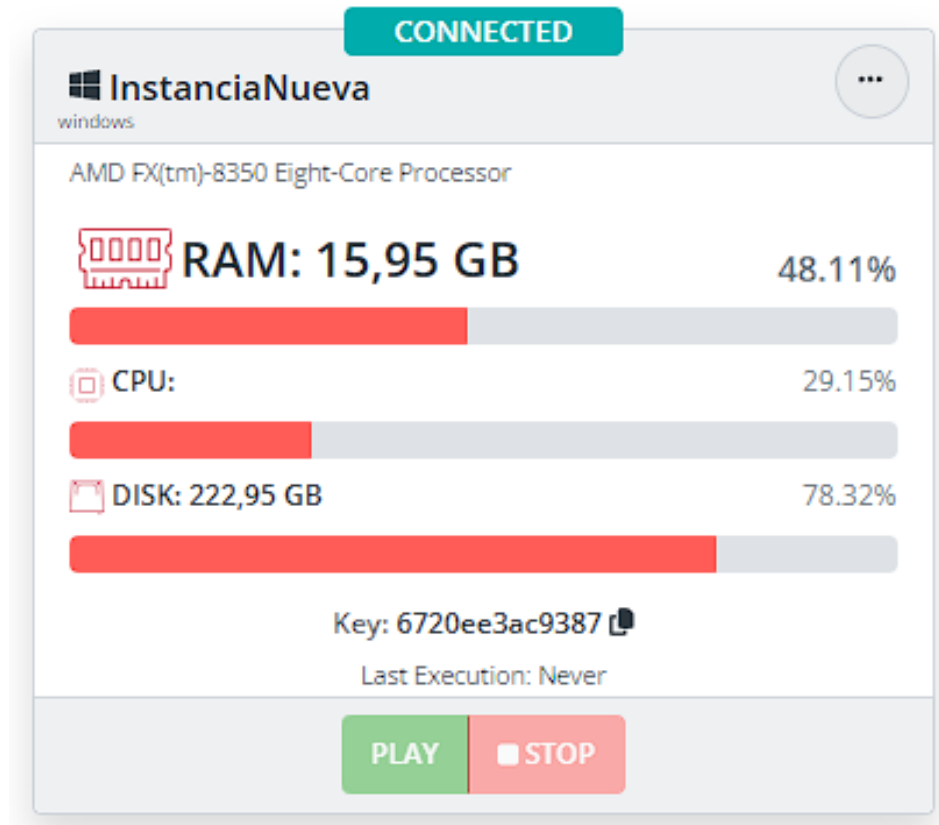 CONNECTED
InstanciaNueva
windows
AMD FX(tm)-8350 Eight-Core Processor
RAM: 15,95 GB 48.11%
CPU: 29.15%
DISK: 222,95 GB 78.32%
Key: 6720ee3ac9387
Last Execution: Never
PLAY STOP